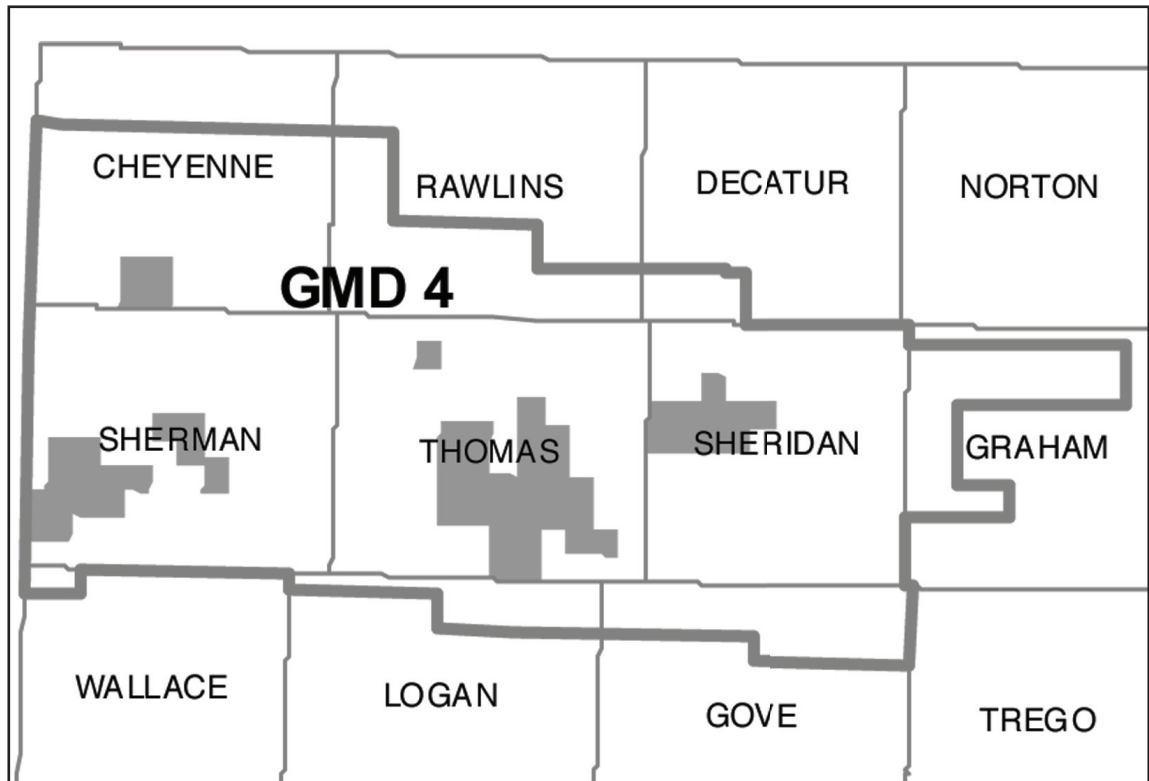 CHEYENNE
RAWLINS
DECATUR
NORTON
GMD 4
SHERMAN
THOMAS
SHERIDAN
GRAHAM
WALLACE
LOGAN
GOVE
TREGO